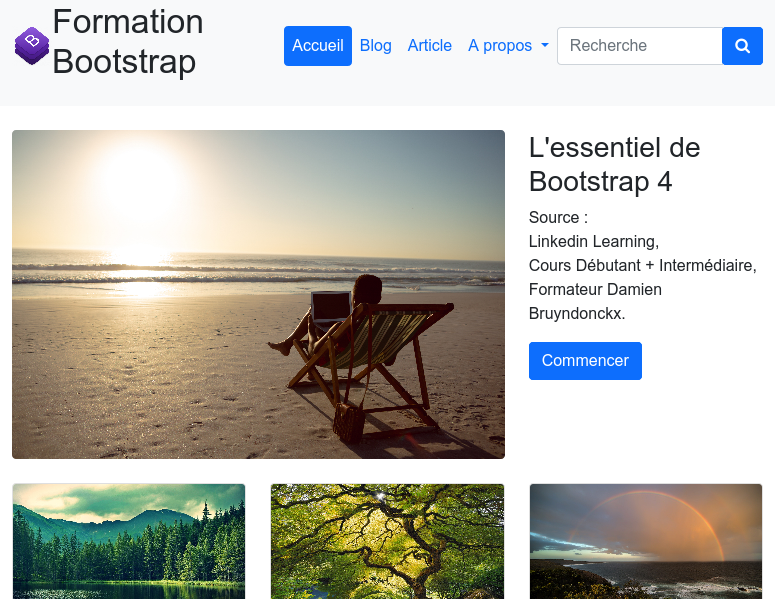 Formation
Bootstrap
Accueil
Blog
Article
A propos
Recherche
L'essentiel de
Bootstrap 4
Source :
Linkedin Learning,
Cours Débutant + Intermédiaire,
Formateur Damien
Bruyndonckx.
Commencer